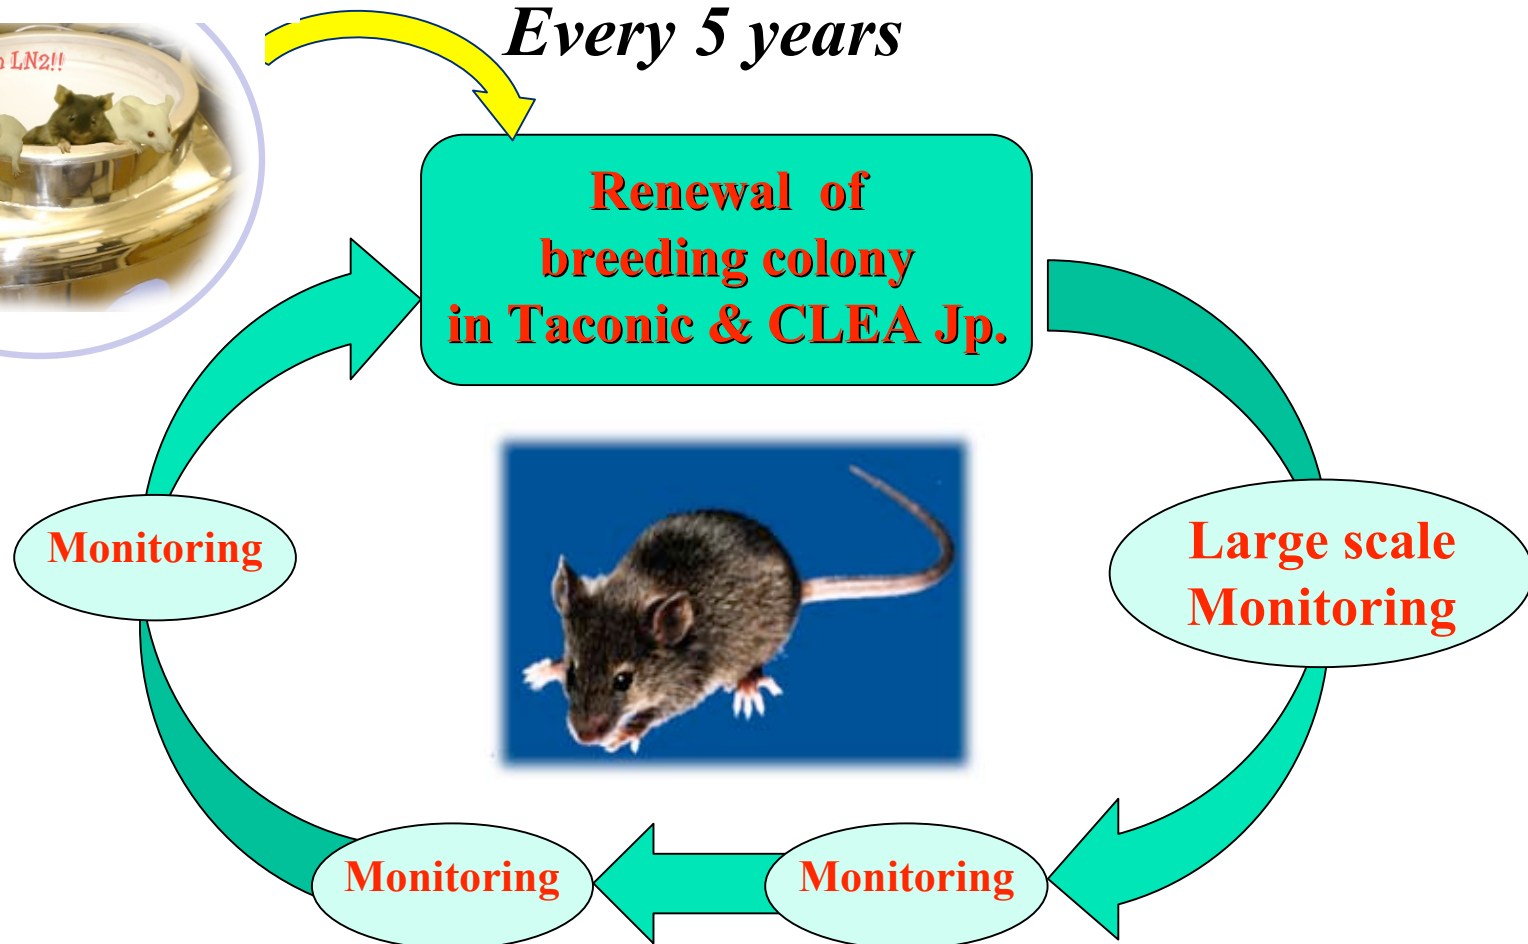 Every 5 years
LN2!!
Renewal of
breeding colony
in Taconic & CLEA Jp.
Monitoring
Large scale
Monitoring
Monitoring
Monitoring